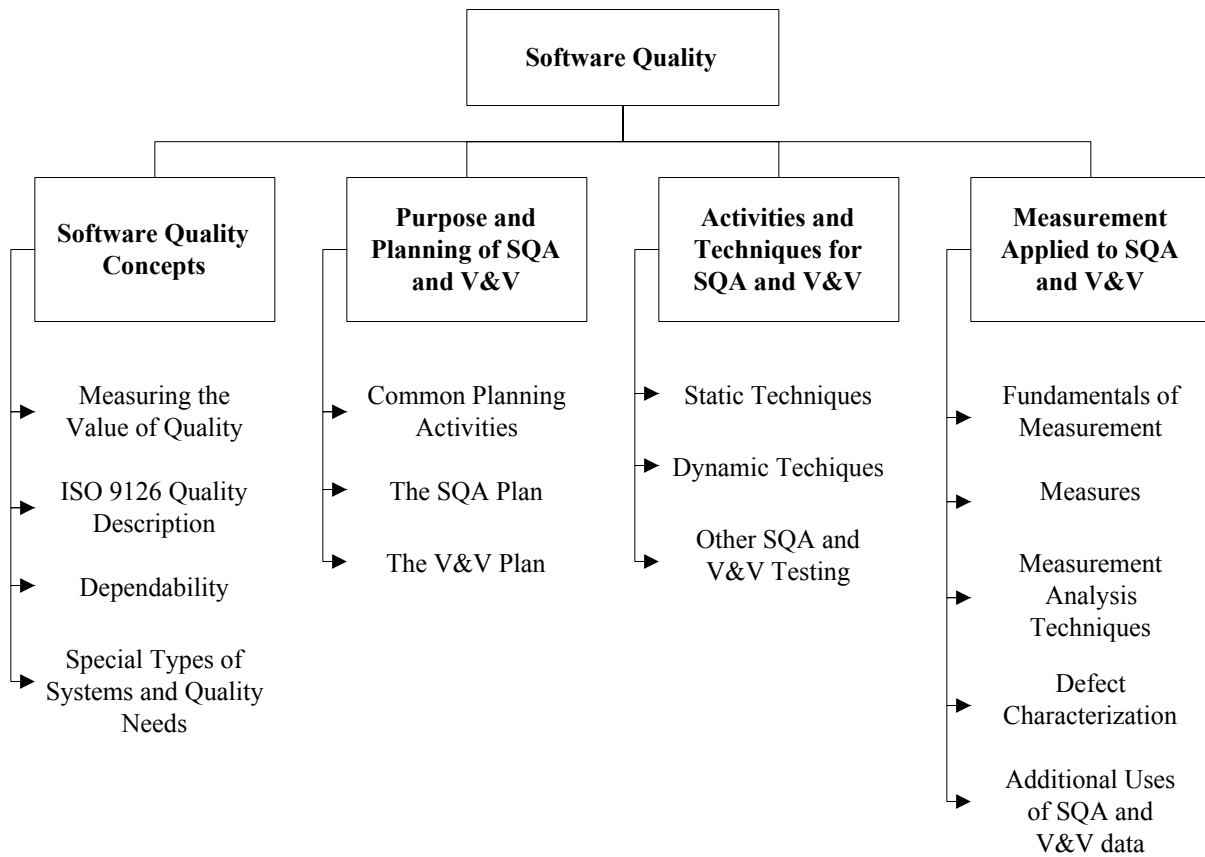 Software Quality
Software Quality
Concepts
Measuring the
Value of Quality
ISO 9126 Quality
Description
Dependability
Special Types of
Systems and Quality
Needs
Purpose and
Planning of SQA
and V&V
Common Planning
Activities
The SQA Plan
The V&V Plan
Activities and
Techniques for
SQA and V&V
Static Techniques
Dynamic Techiques
Other SQA and
V&V Testing
Measurement
Applied to SQA
and V&V
Fundamentals of
Measurement
Measures
Measurement
Analysis
Techniques
Defect
Characterization
Additional Uses
of SQA and
V&V data